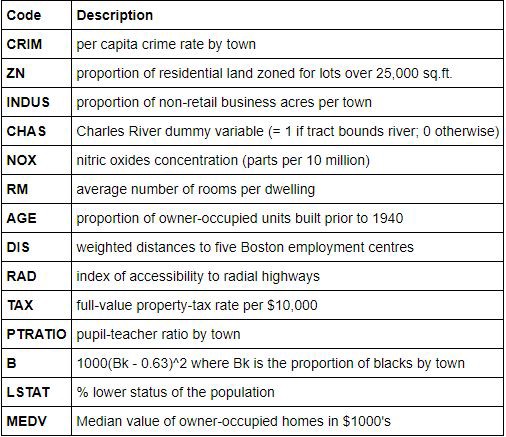 Code Description
CRIM per capita crime rate by town
ZN proportion of residential land zoned for lots over 25,000 sq.ft.
INDUS proportion of non-retail business acres per town
CHAS Charles River dummy variable (= 1 if tract bounds river; 0 otherwise)
NOX nitric oxides concentration (parts per 10 million)
RM average number of rooms per dwelling
AGE proportion of owner-occupied units built prior to 1940
DIS weighted distances to five Boston employment centres
RAD index of accessibility to radial highways
TAX full-value property-tax rate per $10,000
PTRATIO pupil-teacher ratio by town
B 1000(Bk - 0.63)^2 where Bk is the proportion of blacks by town
LSTAT % lower status of the population
MEDV Median value of owner-occupied homes in $1000's